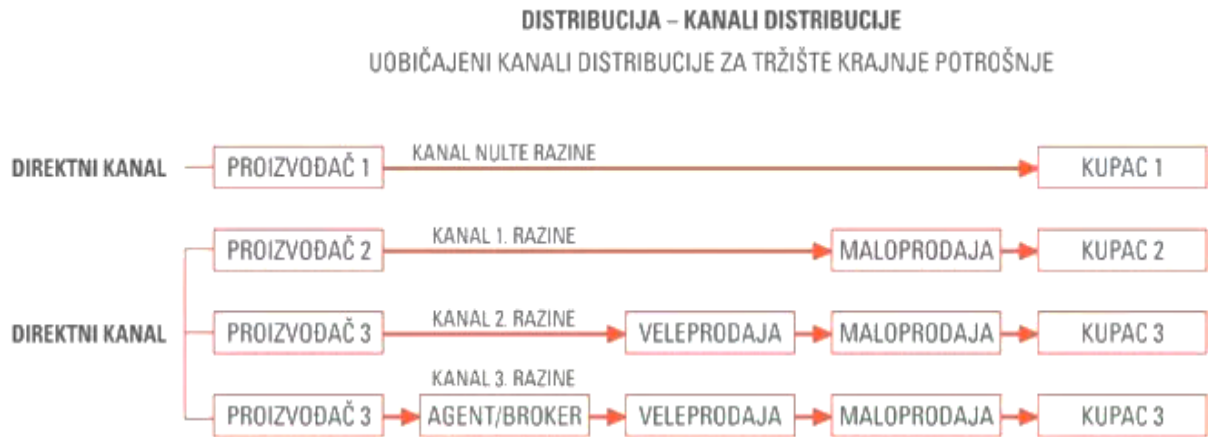 DISTRIBUCIJA – KANALI DISTRIBUCIJE
UOBIČAJENI KANALI DISTRIBUCIJE ZA TRŽIŠTE KRAJNJE POTROŠNJE
DIREKTNI KANAL PROIZVOĐAČ 1 KANAL NULTE RAZINE KUPAC 1
PROIZVOĐAČ 2 KANAL 1. RAZINE MALOPRODAJA KUPAC 2
DIREKTNI KANAL PROIZVOĐAČ 3 KANAL 2. RAZINE VELEPRODAJA MALOPRODAJA KUPAC 3
KANAL 3. RAZINE
PROIZVOĐAČ 3 AGENT/BROKER VELEPRODAJA MALOPRODAJA KUPAC 3